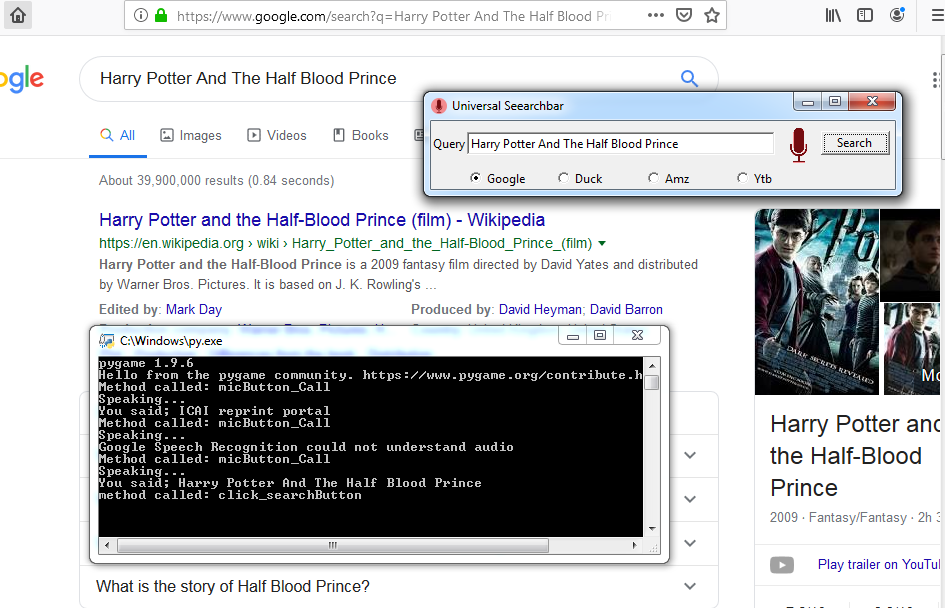 https://www.google.com/search?q=Harry Potter And The Half Blood Pr
ogle
Harry Potter And The Half Blood Prince
All
Images
Videos
Books
About 39,900,000 results (0.84 seconds)
Universal Seearchbar
Query
Harry Potter And The Half Blood Prince
Search
Google
Duck
Amz
Ytb
Harry Potter and the Half-Blood Prince (film) - Wikipedia
https://en.wikipedia.org › wiki › Harry_Potter_and_the_Half-Blood_Prince_(film)
Harry Potter and the Half-Blood Prince is a 2009 fantasy film directed by David Yates and distributed
by Warner Bros. Pictures. It is based on J. K. Rowling's ...
Edited by: Mark Day
Produced by: David Heyman; David Barron
C:\Windows\py.exe
pygame 1.9.6
Hello from the pygame community. https://www.pygame.org/contribute.h
Method called: micButton_Call
Speaking...
You said; ICAI reprint portal
Method called: micButton_Call
Speaking...
Google Speech Recognition could not understand audio
Method called: micButton_Call
Speaking...
You said; Harry Potter And The Half Blood Prince
method called: click_searchButton
What is the story of Half Blood Prince?
DARK SECRETS REVEALED
Mo
Harry Potter and
the Half-Blood
Prince
2009 · Fantasy/Fantasy · 2h 3
Play trailer on YouTu